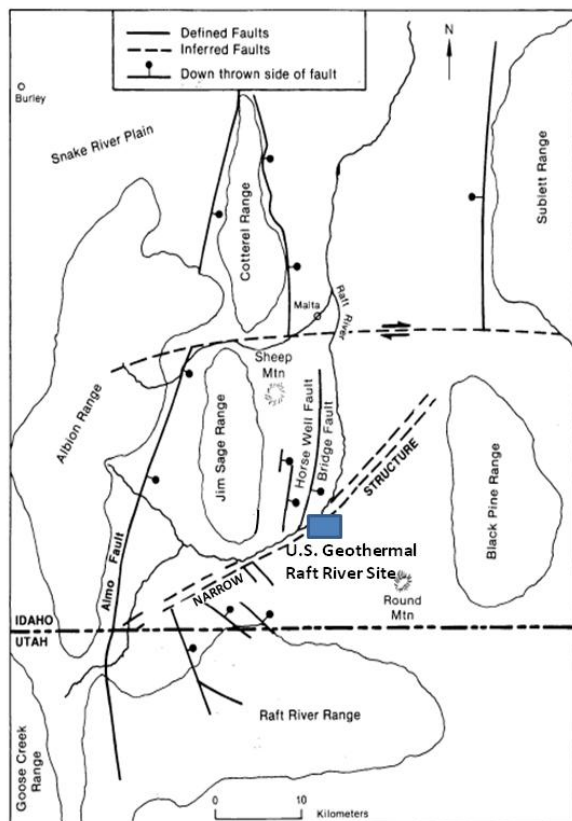 Defined Faults
Inferred Faults
Down thrown side of fault
N
Burley
Snake River Plain
Cotterel Range
Sublett Range
Malta
Raft River
Sheep
Mtn
Albion Range
Jim Sage Range
Horse Well Fault
Bridge Fault
STRUCTURE
Black Pine Range
Almo Fault
U.S. Geothermal
Raft River Site
NARROW
Round
Mtn
IDAHO
UTAH
Raft River Range
Goose Creek
Range
0 10
Kilometers